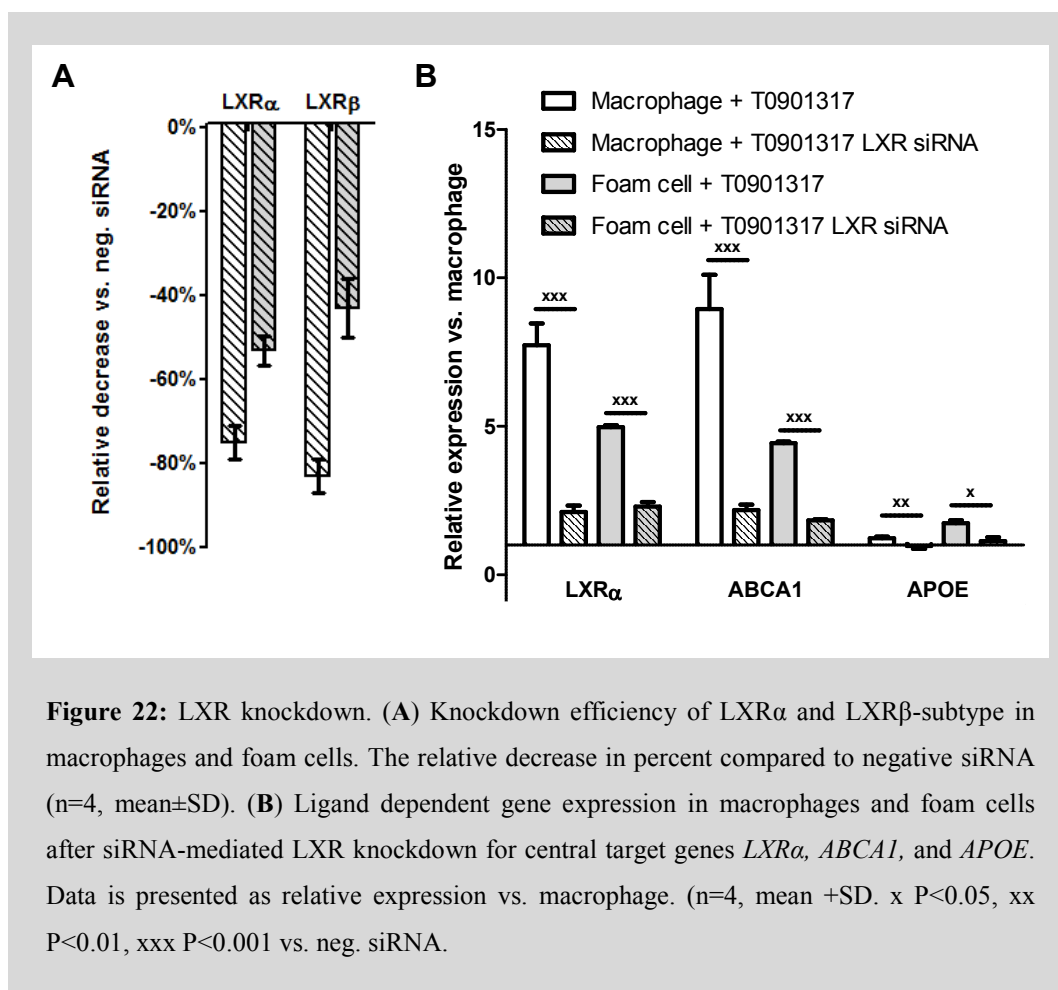 A
LXRα LXRβ
0%
-20%
-40%
-60%
-80%
-100%
Relative decrease vs. neg. siRNA
B
Macrophage + T0901317
Macrophage + T0901317 LXR siRNA
Foam cell + T0901317
Foam cell + T0901317 LXR siRNA
15
10
5
0
Relative expression vs. macrophage
xxx
xxx
xxx
xxx
xx
x
LXRα ABCA1 APOE
Figure 22: LXR knockdown. (A) Knockdown efficiency of LXRα and LXRβ-subtype in
macrophages and foam cells. The relative decrease in percent compared to negative siRNA
(n=4, mean±SD). (B) Ligand dependent gene expression in macrophages and foam cells
after siRNA-mediated LXR knockdown for central target genes LXRα, ABCA1, and APOE.
Data is presented as relative expression vs. macrophage. (n=4, mean +SD. x P<0.05, xx
P<0.01, xxx P<0.001 vs. neg. siRNA.